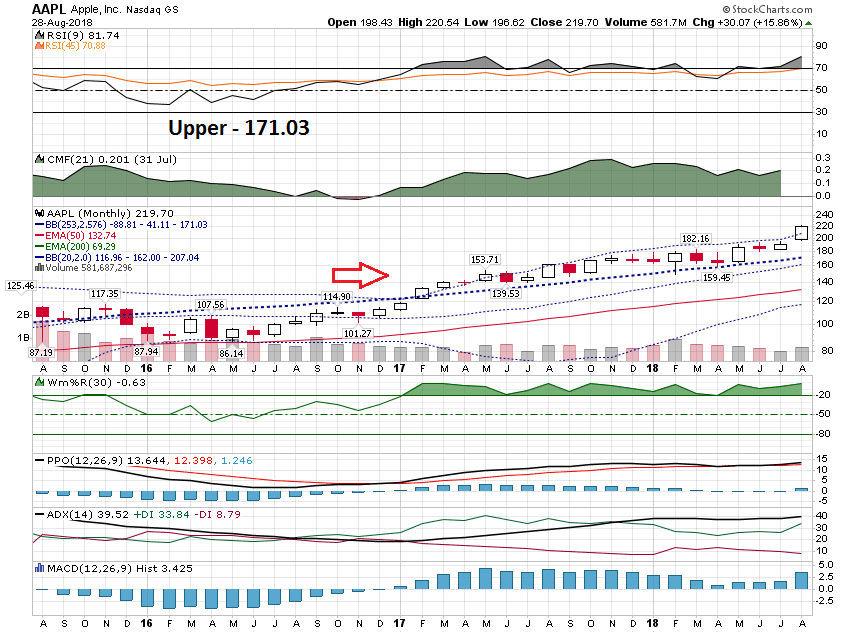 AAPL Apple, Inc. Nasdaq GS
© StockCharts.com
28-Aug-2018
Open 198.43 High 220.54 Low 196.62 Close 219.70 Volume 581.7M Chg +30.07 (+15.86%)
RSI(9) 81.74
RSI(45) 70.88
90
70
50
30
10
Upper - 171.03
CMF(21) 0.201 (31 Jul)
0.3
0.2
0.1
0.0
AAPL (Monthly) 219.70
BB(253,2.576) -88.81 - 41.11 - 171.03
EMA(50) 132.74
EMA(200) 69.29
BB(20,2.0) 116.96 - 162.00 - 207.04
Volume 581,687,296
240
220
200
180
160
140
120
100
80
2B
1B
125.46
87.19
117.35
87.94
107.56
86.14
114.90
101.27
153.71
139.53
182.16
159.45
A S O N D 16 F M A M J J A S O N D 17 F M A M J J A S O N D 18 F M A M J J A
Wm%R(30) -0.63
-20
-50
-80
PPO(12,26,9) 13.644, 12.398, 1.246
15
10
5
0
-5
ADX(14) 39.52 +DI 33.84 -DI 8.79
40
30
20
10
MACD(12,26,9) Hist 3.425
5.0
2.5
0.0
-2.5
A S O N D 16 F M A M J J A S O N D 17 F M A M J J A S O N D 18 F M A M J J A